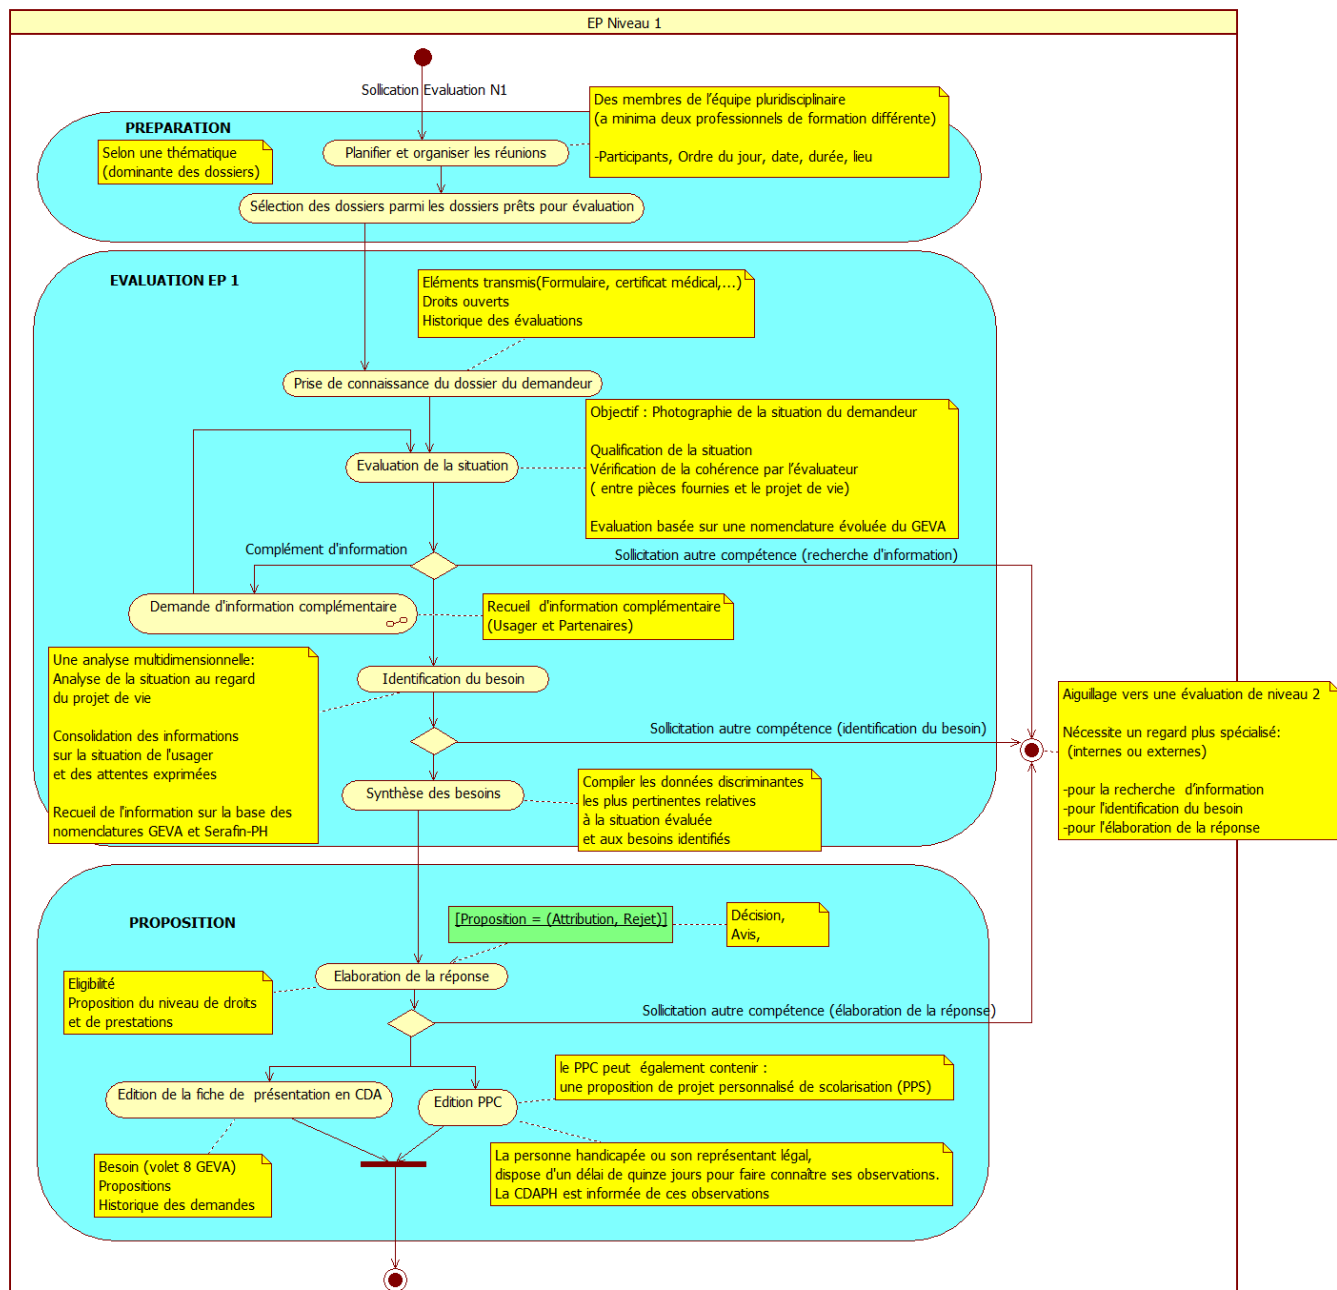 EP Niveau 1
Sollication Evaluation N1
Des membres de l'équipe pluridisciplinaire
(a minima deux professionnels de formation différente)
-Participants, Ordre du jour, date, durée, lieu
PREPARATION
Selon une thématique
(dominante des dossiers)
Planifier et organiser les réunions
Sélection des dossiers parmi les dossiers prêts pour évaluation
EVALUATION EP 1
Eléments transmis(Formulaire, certificat médical,...)
Droits ouverts
Historique des évaluations
Prise de connaissance du dossier du demandeur
Objectif : Photographie de la situation du demandeur
Qualification de la situation
Vérification de la cohérence par l'évaluateur
( entre pièces fournies et le projet de vie)
Evaluation basée sur une nomenclature évoluée du GEVA
Evaluation de la situation
Complément d'information
Sollicitation autre compétence (recherche d'information)
Demande d'information complémentaire
Recueil d'information complémentaire
(Usager et Partenaires)
Une analyse multidimensionnelle:
Analyse de la situation au regard
du projet de vie
Consolidation des informations
sur la situation de l'usager
et des attentes exprimées
Recueil de l'information sur la base des
nomenclatures GEVA et Serafin-PH
Identification du besoin
Sollicitation autre compétence (identification du besoin)
Aiguillage vers une évaluation de niveau 2
Nécessite un regard plus spécialisé:
(internes ou externes)
-pour la recherche d'information
-pour l'identification du besoin
-pour l'élaboration de la réponse
Synthèse des besoins
Compiler les données discriminantes
les plus pertinentes relatives
à la situation évaluée
et aux besoins identifiés
PROPOSITION
[Proposition = (Attribution, Rejet)]
Décision,
Avis,
Elaboration de la réponse
Eligibilité
Proposition du niveau de droits
et de prestations
Sollicitation autre compétence (élaboration de la réponse)
le PPC peut également contenir :
une proposition de projet personnalisé de scolarisation (PPS)
Edition de la fiche de présentation en CDA
Edition PPC
Besoin (volet 8 GEVA)
Propositions
Historique des demandes
La personne handicapée ou son représentant légal,
dispose d'un délai de quinze jours pour faire connaître ses observations.
La CDAPH est informée de ces observations